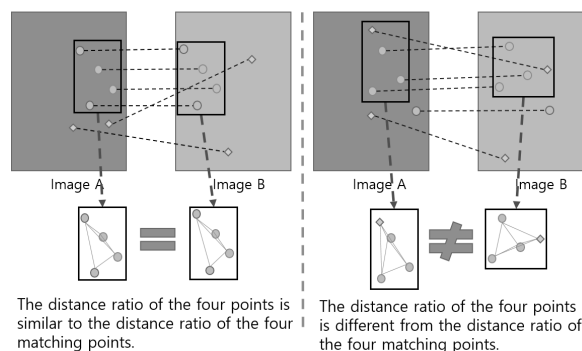 Image A
Image B
The distance ratio of the four points is
similar to the distance ratio of the four
matching points.
Image A
Image B
The distance ratio of the four points
is different from the distance ratio of
the four matching points.